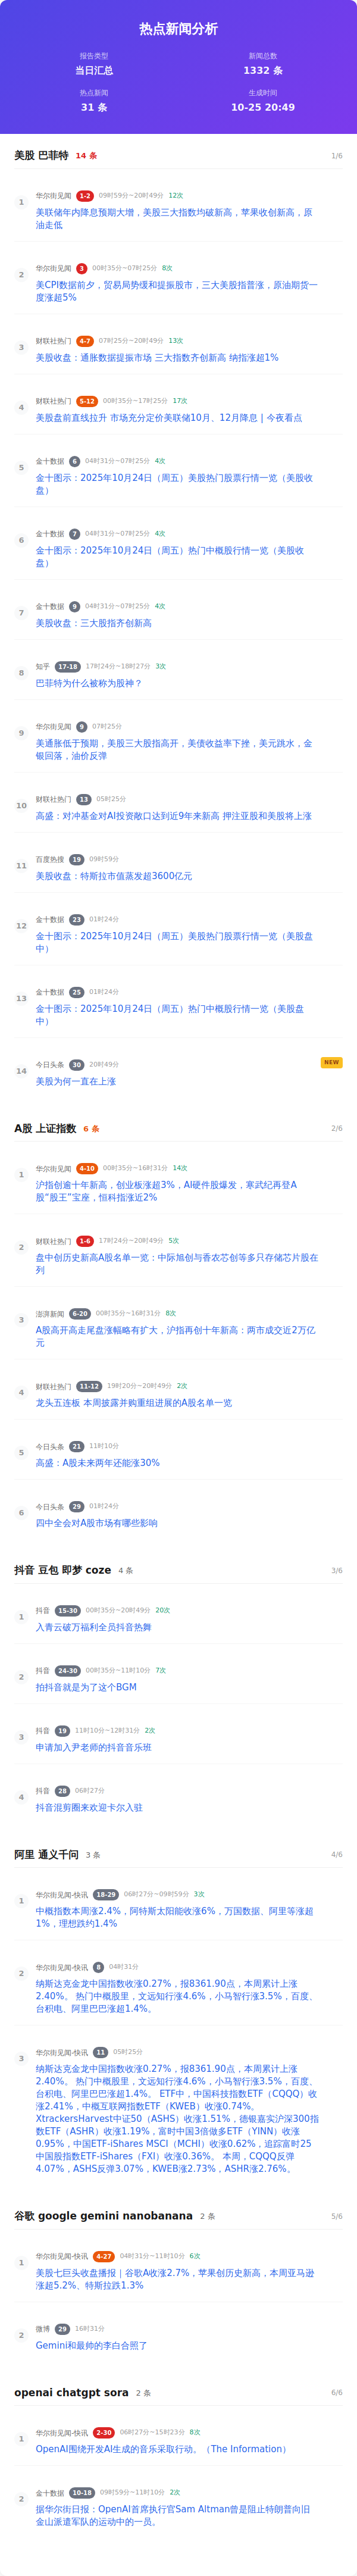 热点新闻分析
报告类型
新闻总数
当日汇总
1332 条
热点新闻
生成时间
31 条
10-25 20:49
美股 巴菲特 14 条 1/6
1
华尔街见闻 1-2 09时59分~20时49分 12次
美联储年内降息预期大增，美股三大指数均破新高，苹果收创新高，原
油走低
2
华尔街见闻 3 00时35分~07时25分 8次
美CPI数据前夕，贸易局势缓和提振股市，三大美股指普涨，原油期货一
度涨超5%
3
财联社热门 4-7 07时25分~20时49分 13次
美股收盘：通胀数据提振市场 三大指数齐创新高 纳指涨超1%
4
财联社热门 5-12 00时35分~17时25分 17次
美股盘前直线拉升 市场充分定价美联储10月、12月降息 | 今夜看点
5
金十数据 6 04时31分~07时25分 4次
金十图示：2025年10月24日（周五）美股热门股票行情一览（美股收
盘）
6
金十数据 7 04时31分~07时25分 4次
金十图示：2025年10月24日（周五）热门中概股行情一览（美股收
盘）
7
金十数据 9 04时31分~07时25分 4次
美股收盘：三大股指齐创新高
8
知乎 17-18 17时24分~18时27分 3次
巴菲特为什么被称为股神？
9
华尔街见闻 9 07时25分
美通胀低于预期，美股三大股指高开，美债收益率下挫，美元跳水，金
银回落，油价反弹
10
财联社热门 13 05时25分
高盛：对冲基金对AI投资敞口达到近9年来新高 押注亚股和美股将上涨
11
百度热搜 19 09时59分
美股收盘：特斯拉市值蒸发超3600亿元
12
金十数据 23 01时24分
金十图示：2025年10月24日（周五）美股热门股票行情一览（美股盘
中）
13
金十数据 25 01时24分
金十图示：2025年10月24日（周五）热门中概股行情一览（美股盘
中）
14
今日头条 30 20时49分 NEW
美股为何一直在上涨
A股 上证指数 6 条 2/6
1
华尔街见闻 4-10 00时35分~16时31分 14次
沪指创逾十年新高，创业板涨超3%，AI硬件股爆发，寒武纪再登A
股“股王”宝座，恒科指涨近2%
2
财联社热门 1-6 17时24分~20时49分 5次
盘中创历史新高A股名单一览：中际旭创与香农芯创等多只存储芯片股在
列
3
澎湃新闻 6-20 00时35分~16时31分 8次
A股高开高走尾盘涨幅略有扩大，沪指再创十年新高：两市成交近2万亿
元
4
财联社热门 11-12 19时20分~20时49分 2次
龙头五连板 本周披露并购重组进展的A股名单一览
5
今日头条 21 11时10分
高盛：A股未来两年还能涨30%
6
今日头条 29 01时24分
四中全会对A股市场有哪些影响
抖音 豆包 即梦 coze 4 条 3/6
1
抖音 15-30 00时35分~20时49分 20次
入青云破万福利全员抖音热舞
2
抖音 24-30 00时35分~11时10分 7次
拍抖音就是为了这个BGM
3
抖音 19 11时10分~12时31分 2次
申请加入尹老师的抖音音乐班
4
抖音 28 06时27分
抖音混剪圈来欢迎卡尔入驻
阿里 通义千问 3 条 4/6
1
华尔街见闻-快讯 18-29 06时27分~09时59分 3次
中概指数本周涨2.4%，阿特斯太阳能收涨6%，万国数据、阿里等涨超
1%，理想跌约1.4%
2
华尔街见闻-快讯 8 04时31分
纳斯达克金龙中国指数收涨0.27%，报8361.90点，本周累计上涨
2.40%。 热门中概股里，文远知行涨4.6%，小马智行涨3.5%，百度、
台积电、阿里巴巴涨超1.4%。
3
华尔街见闻-快讯 11 05时25分
纳斯达克金龙中国指数收涨0.27%，报8361.90点，本周累计上涨
2.40%。 热门中概股里，文远知行涨4.6%，小马智行涨3.5%，百度、
台积电、阿里巴巴涨超1.4%。 ETF中，中国科技指数ETF（CQQQ）收
涨2.41%，中概互联网指数ETF（KWEB）收涨0.74%。
XtrackersHarvest中证50（ASHS）收涨1.51%，德银嘉实沪深300指
数ETF（ASHR）收涨1.19%，富时中国3倍做多ETF（YINN）收涨
0.95%，中国ETF-iShares MSCI（MCHI）收涨0.62%，追踪富时25
中国股指数ETF-iShares（FXI）收涨0.36%。 本周，CQQQ反弹
4.07%，ASHS反弹3.07%，KWEB涨2.73%，ASHR涨2.76%。
谷歌 google gemini nanobanana 2 条 5/6
1
华尔街见闻-快讯 4-27 04时31分~11时10分 6次
美股七巨头收盘播报｜谷歌A收涨2.7%，苹果创历史新高，本周亚马逊
涨超5.2%、特斯拉跌1.3%
2
微博 29 16时31分
Gemini和最帅的李白合照了
openai chatgpt sora 2 条 6/6
1
华尔街见闻-快讯 2-30 06时27分~15时23分 8次
OpenAI围绕开发AI生成的音乐采取行动。（The Information）
2
金十数据 10-18 09时59分~11时10分 2次
据华尔街日报：OpenAI首席执行官Sam Altman曾是阻止特朗普向旧
金山派遣军队的运动中的一员。